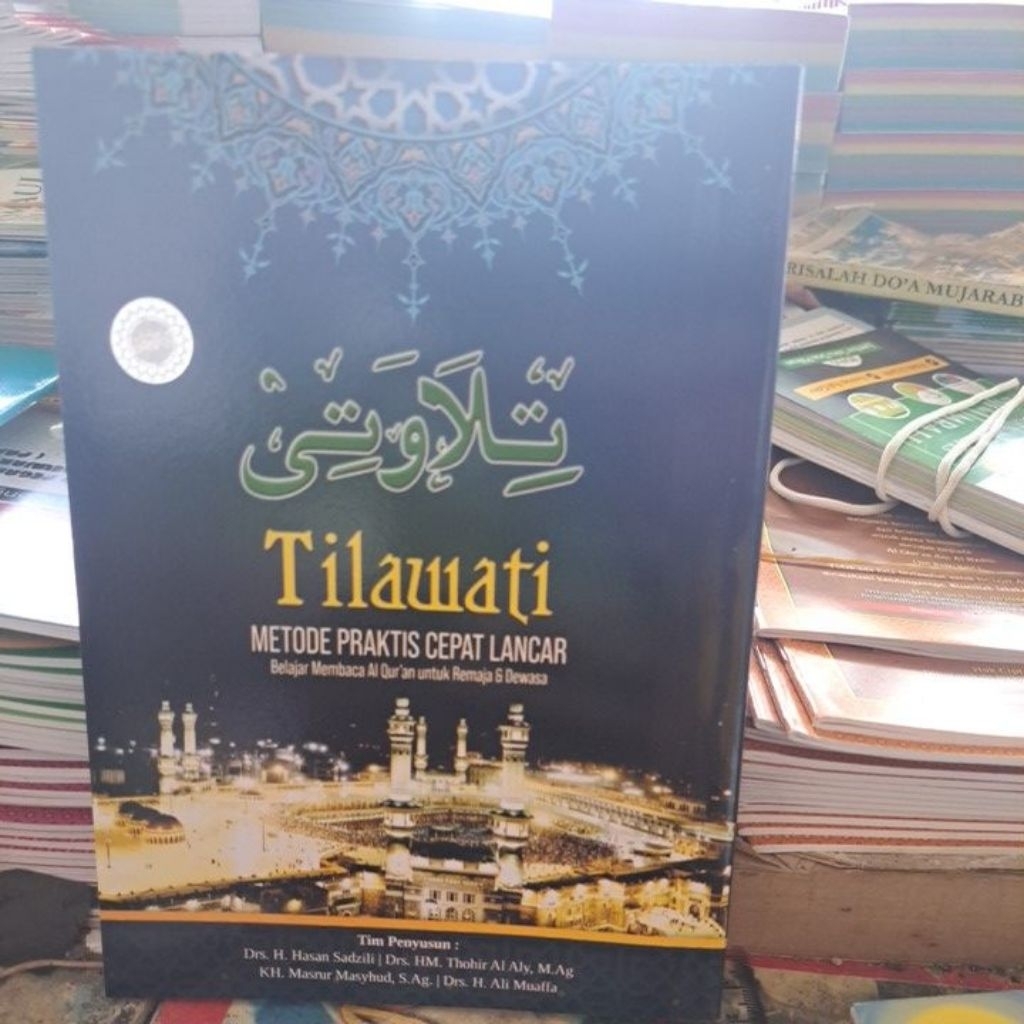 تِلَاوَتِى
Tilawati
METODE PRAKTIS CEPAT LANCAR
Belajar Membaca Al Qur'an untuk Remaja & Dewasa
Tim Penyusun :
Drs. H. Hasan Sadzili | Drs. HM. Thohir Al Aly, M.Ag
KH. Masrur Masyhud, S.Ag. | Drs. H. Ali Muaffa
RISALAH DO'A MUJARAB